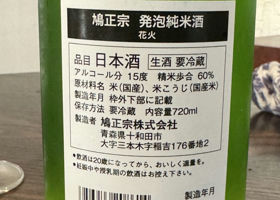 鳩正宗 発泡純米酒
花火
品目 日本酒 生酒 要冷蔵
アルコール分 15度 精米歩合 60%
原材料名 米(国産)、米こうじ(国産米)
製造年月 枠外下部に記載
保存方法 要冷蔵 内容量720ml
製造者 鳩正宗株式会社
青森県十和田市
大字三本木字稲吉176番地2
●飲酒は20歳になってから、おいしく適量を。
●妊娠中や授乳期の飲酒はお控え下さい。
製造年月